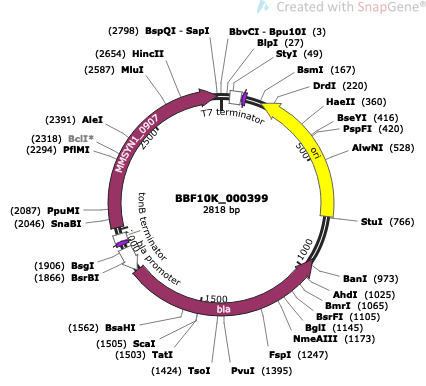 Created with SnapGene®
(2798) BspQI - SapI
BbvCI - Bpu10I (3)
BlpI (27)
StyI (49)
(2654) HincII
(2587) MluI
BsmI (167)
DrdI (220)
HaeII (360)
BseYI (416)
PspFI (420)
AlwNI (528)
T7 terminator
(2391) AleI
(2318) BclI*
(2294) PflMI
MMSYN1_0907
2500
500
ori
BBF10K_000399
2818 bp
(2087) PpuMI
(2046) SnaBI
StuI (766)
tonB terminator
bla promoter
(1906) BsgI
(1866) BsrBI
1000
BanI (973)
AhdI (1025)
BmrI (1065)
BsrFI (1105)
BglI (1145)
NmeAIII (1173)
1500
bla
(1562) BsaHI
(1505) ScaI
(1503) TatI
(1424) TsoI
PvuI (1395)
FspI (1247)